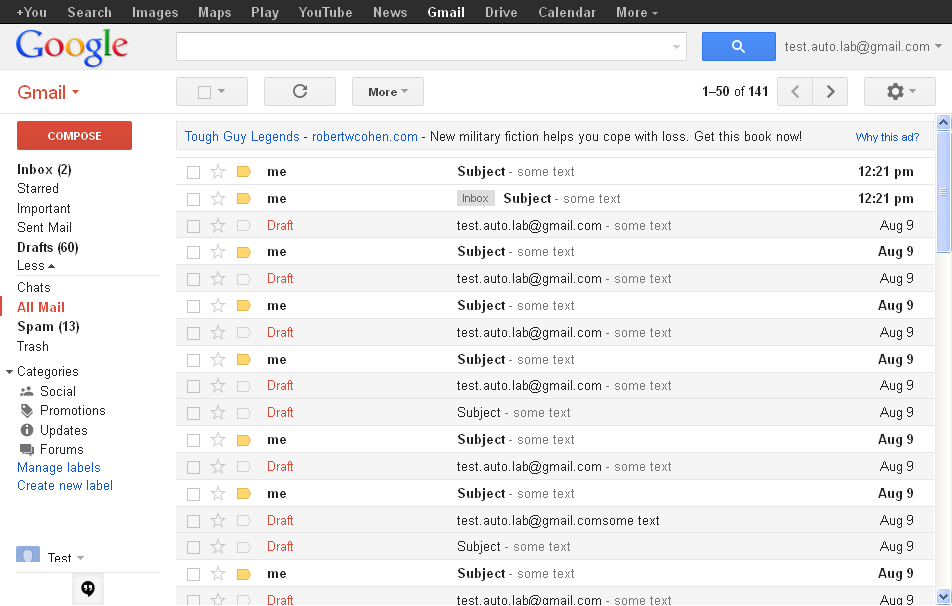 +You Search Images Maps Play YouTube News Gmail Drive Calendar More
Google
test.auto.lab@gmail.com
Gmail
More
1–50 of 141
COMPOSE
Inbox (2)
Starred
Important
Sent Mail
Drafts (60)
Less
Chats
All Mail
Spam (13)
Trash
Categories
Social
Promotions
Updates
Forums
Manage labels
Create new label
Test
Tough Guy Legends - robertwcohen.com - New military fiction helps you cope with loss. Get this book now! Why this ad?
me Subject - some text 12:21 pm
me Inbox Subject - some text 12:21 pm
Draft test.auto.lab@gmail.com - some text Aug 9
me Subject - some text Aug 9
Draft test.auto.lab@gmail.com - some text Aug 9
me Subject - some text Aug 9
Draft test.auto.lab@gmail.com - some text Aug 9
me Subject - some text Aug 9
Draft test.auto.lab@gmail.com - some text Aug 9
Draft Subject - some text Aug 9
me Subject - some text Aug 9
Draft test.auto.lab@gmail.com - some text Aug 9
me Subject - some text Aug 9
Draft test.auto.lab@gmail.comsome text Aug 9
Draft Subject - some text Aug 9
me Subject - some text Aug 9
Draft test.auto.lab@gmail.com - some text Aug 9